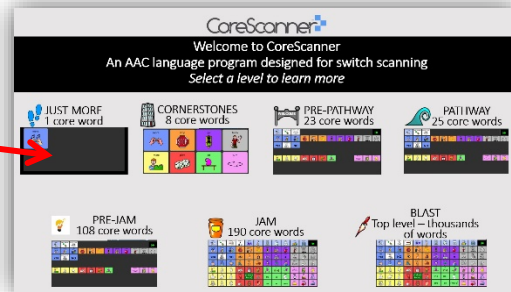 CoreScanner
Welcome to CoreScanner
An AAC language program designed for switch scanning
Select a level to learn more
JUST MORE
1 core word
CORNERSTONES
8 core words
PRE-PATHWAY
23 core words
PATHWAY
25 core words
PRE-JAM
108 core words
JAM
190 core words
BLAST
Top level – thousands
of words